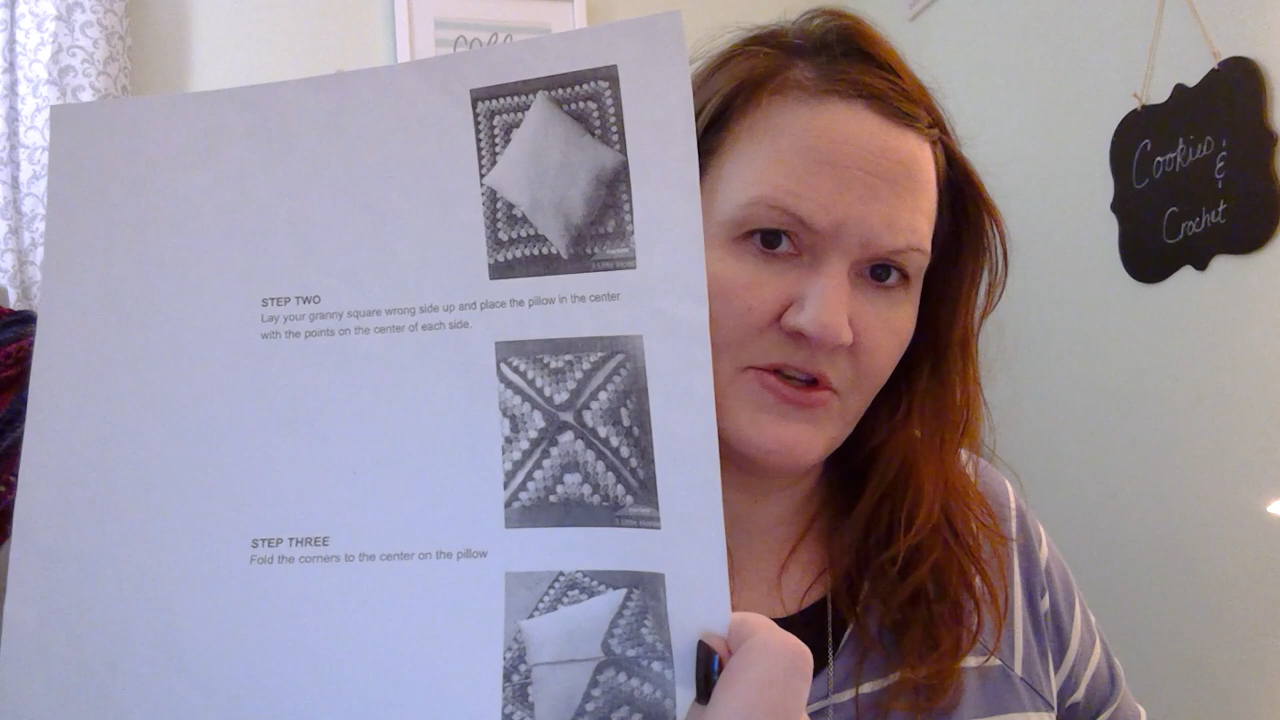 STEP TWO
Lay your granny square wrong side up and place the pillow in the center
with the points on the center of each side.
STEP THREE
Fold the corners to the center on the pillow
Cookies
&
Crochet